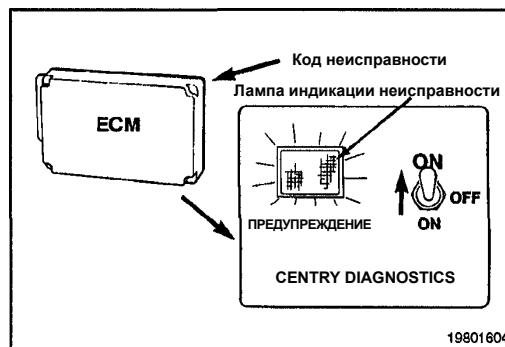 Код неисправности
Лампа индикации неисправности
ECM
ON
OFF
ПРЕДУПРЕЖДЕНИЕ
ON
CENTRY DIAGNOSTICS
19801604